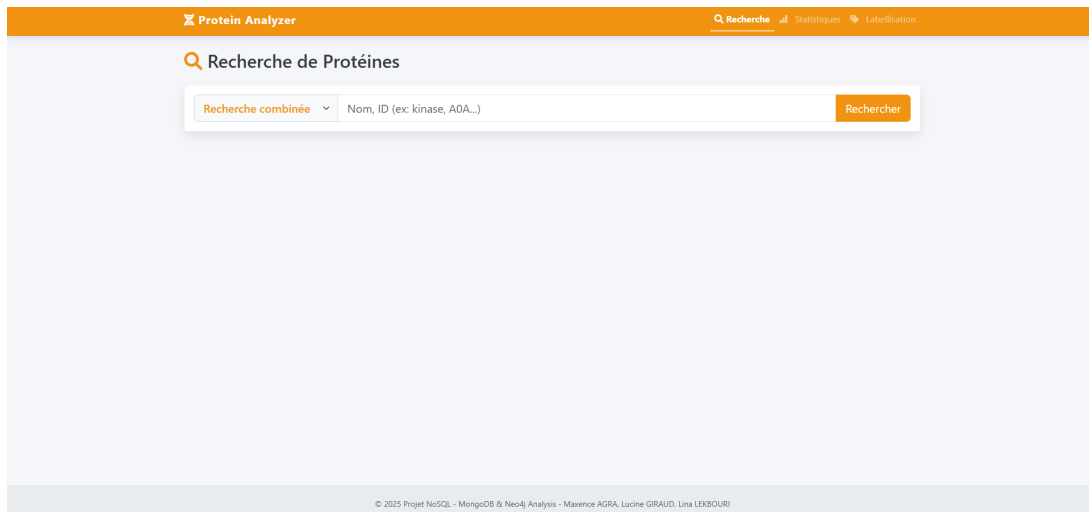 Protein Analyzer
Recherche
Statistiques
Labellisation
Recherche de Protéines
Recherche combinée
Nom, ID (ex: kinase, A0A...)
Rechercher
© 2025 Projet NoSQL - MongoDB & Neo4j Analysis - Maxence AGRA, Lucine GIRAUD, Lina LEKBOURI